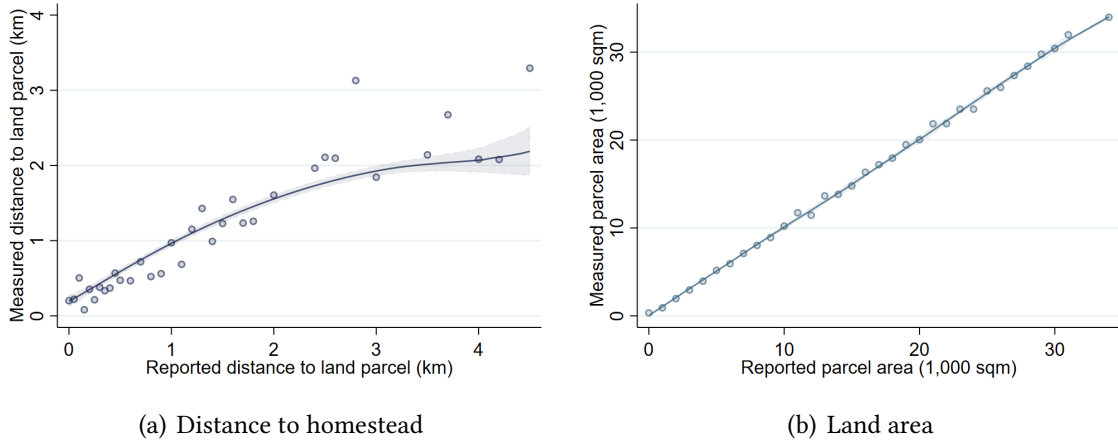 Measured distance to land parcel (km)
4
3
2
1
0
0 1 2 3 4
Reported distance to land parcel (km)
(a) Distance to homestead
Measured parcel area (1,000 sqm)
30
20
10
0
0 10 20 30
Reported parcel area (1,000 sqm)
(b) Land area